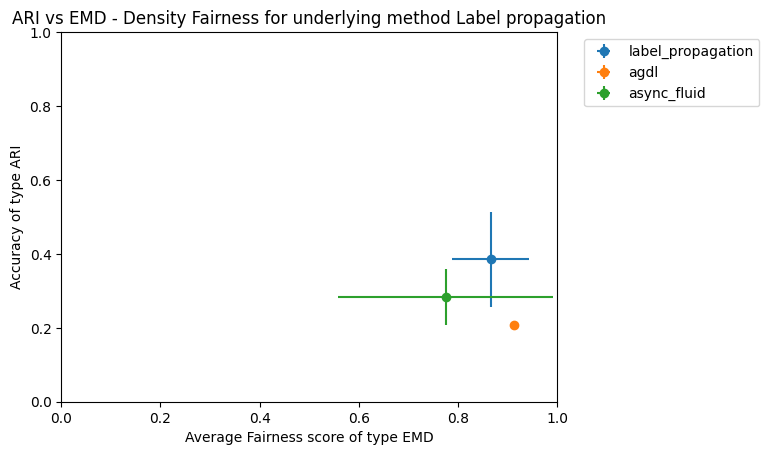 ARI vs EMD - Density Fairness for underlying method Label propagation
label_propagation
agdl
async_fluid
Accuracy of type ARI
1.0
0.8
0.6
0.4
0.2
0.0
0.0 0.2 0.4 0.6 0.8 1.0
Average Fairness score of type EMD